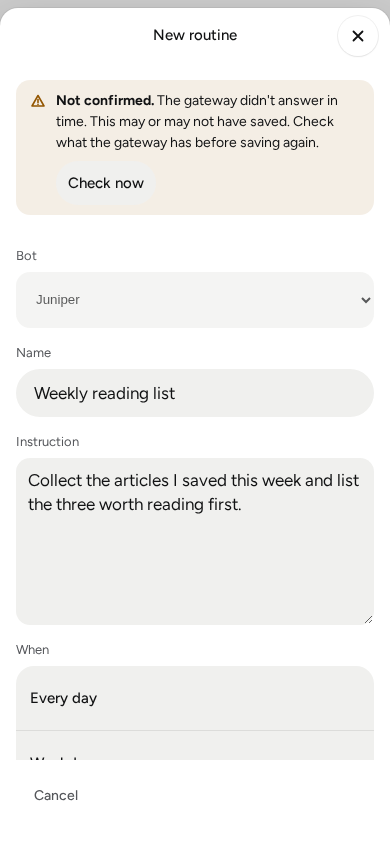 New routine
Not confirmed. The gateway didn't answer in
time. This may or may not have saved. Check
what the gateway has before saving again.
Check now
Bot
Juniper
Name
Weekly reading list
Instruction
Collect the articles I saved this week and list
the three worth reading first.
When
Every day
Cancel